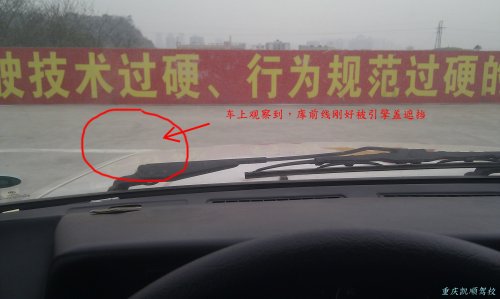 驶技术过硬、行为规范过硬的
车上观察到,库前线刚好被引擎盖遮挡
重庆凯顺驾校